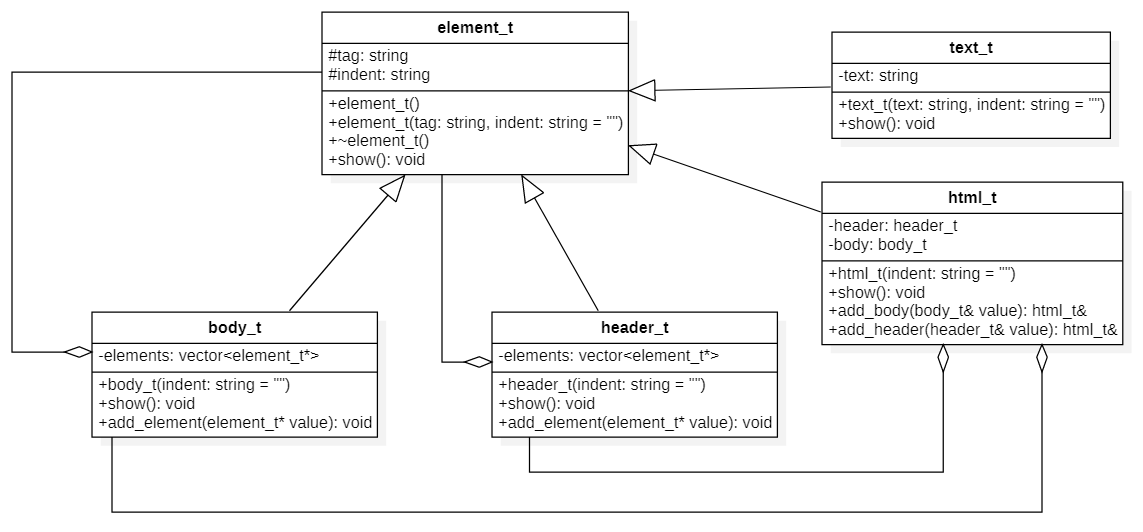 element_t
#tag: string
#indent: string
+element_t()
+element_t(tag: string, indent: string = "")
+~element_t()
+show(): void
text_t
-text: string
+text_t(text: string, indent: string = "")
+show(): void
html_t
-header: header_t
-body: body_t
+html_t(indent: string = "")
+show(): void
+add_body(body_t& value): html_t&
+add_header(header_t& value): html_t&
body_t
-elements: vector<element_t*>
+body_t(indent: string = "")
+show(): void
+add_element(element_t* value): void
header_t
-elements: vector<element_t*>
+header_t(indent: string = "")
+show(): void
+add_element(element_t* value): void